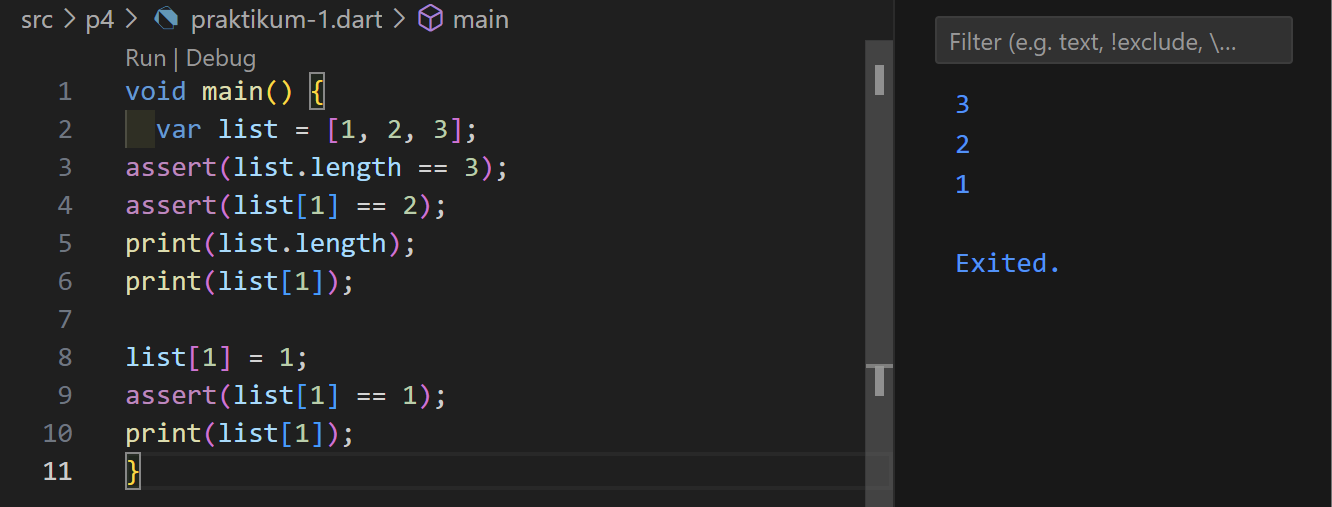 src > p4 > praktikum-1.dart > main
Run | Debug
1 void main() {
2   var list = [1, 2, 3];
3 assert(list.length == 3);
4 assert(list[1] == 2);
5 print(list.length);
6 print(list[1]);
7
8 list[1] = 1;
9 assert(list[1] == 1);
10 print(list[1]);
11 }
Filter (e.g. text, !exclude, \...
3
2
1
Exited.